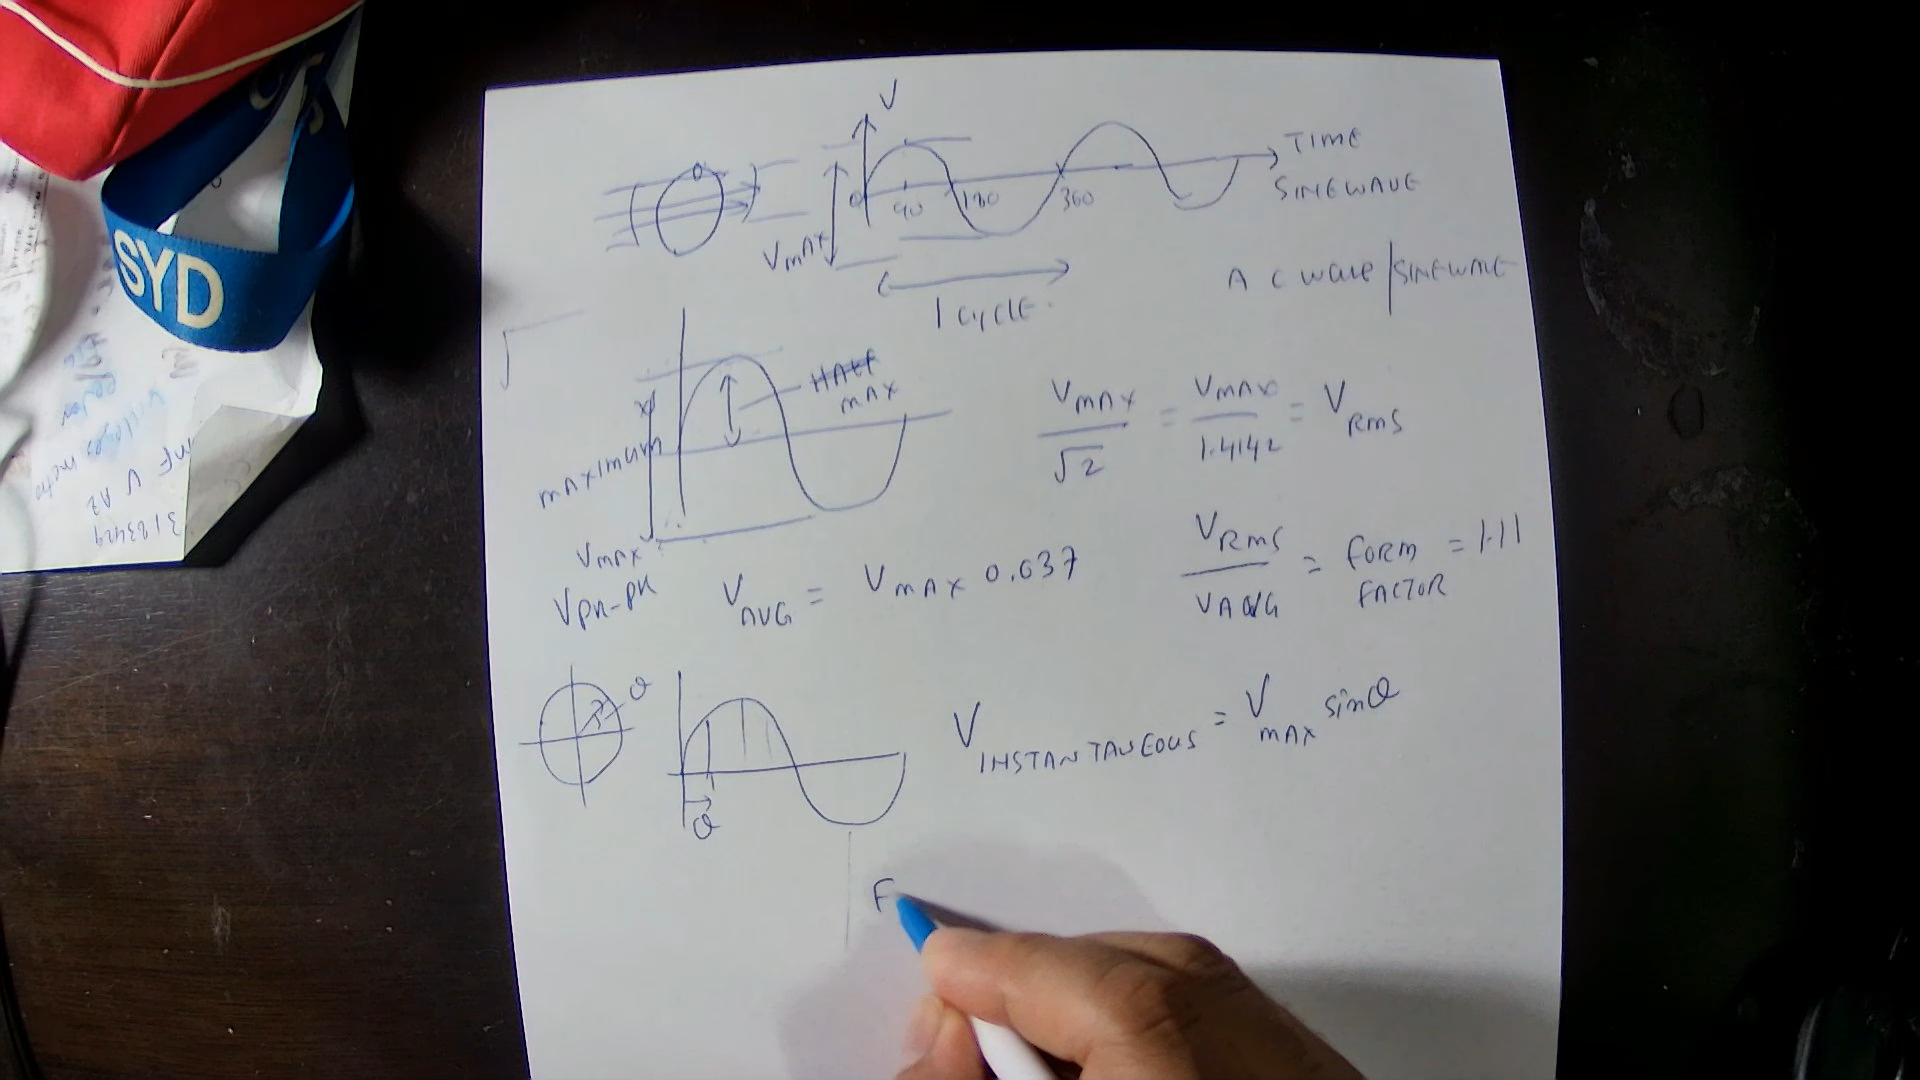 V
TIME
SINEWAVE
0 90 180 360
VMAX
1 CYCLE.
A C WAVE/SINEWAVE
HALF
MAX
MAXIMUM
VMAX
VPK-PK
VMAX/√2 = VMAX/1.4142 = VRMS
VAVG = VMAX 0.637
VRMS/VAVG = FORM FACTOR = 1.11
θ
θ
VINSTANTANEOUS = VMAX sinθ
F
SYD
3123429